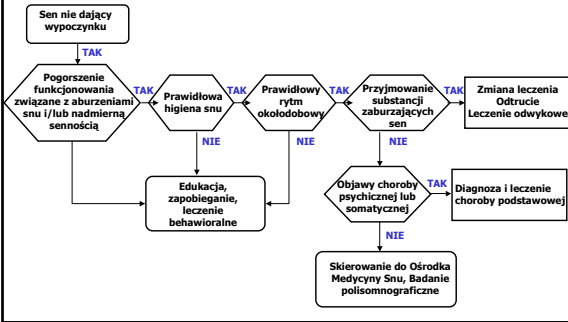 Sen nie dający
wypoczynku
TAK
Pogorszenie
funkcjonowania
związane z aburzeniami
snu i/lub nadmierną
sennością
TAK
Prawidłowa
higiena snu
TAK
Prawidłowy
rytm
okołodobowy
TAK
Przyjmowanie
substancji
zaburzających
sen
TAK
Zmiana leczenia
Odtrucie
Leczenie odwykowe
NIE
NIE
NIE
Edukacja,
zapobieganie,
leczenie
behawioralne
Objawy choroby
psychicznej lub
somatycznej
TAK
Diagnoza i leczenie
choroby podstawowej
NIE
Skierowanie do Ośrodka
Medycyny Snu, Badanie
polisomnograficzne